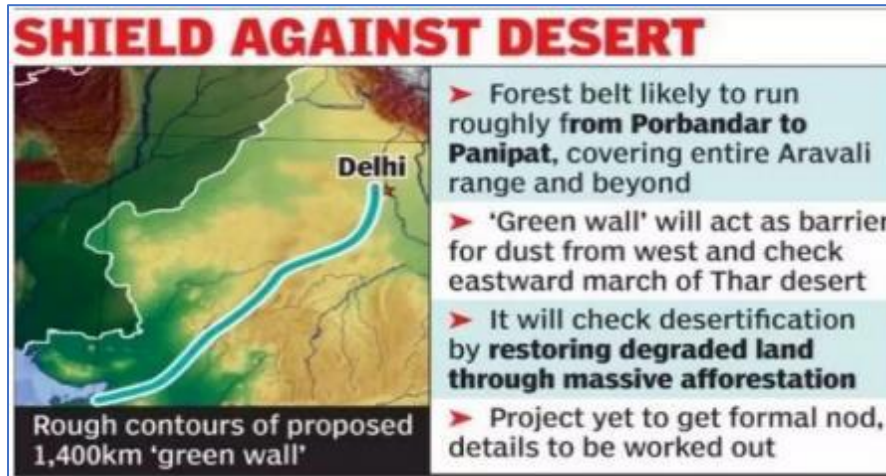 SHIELD AGAINST DESERT
Delhi
Rough contours of proposed
1,400km ‘green wall’
➤ Forest belt likely to run
roughly from Porbandar to
Panipat, covering entire Aravali
range and beyond
➤ ‘Green wall’ will act as barrier
for dust from west and check
eastward march of Thar desert
➤ It will check desertification
by restoring degraded land
through massive afforestation
➤ Project yet to get formal nod,
details to be worked out